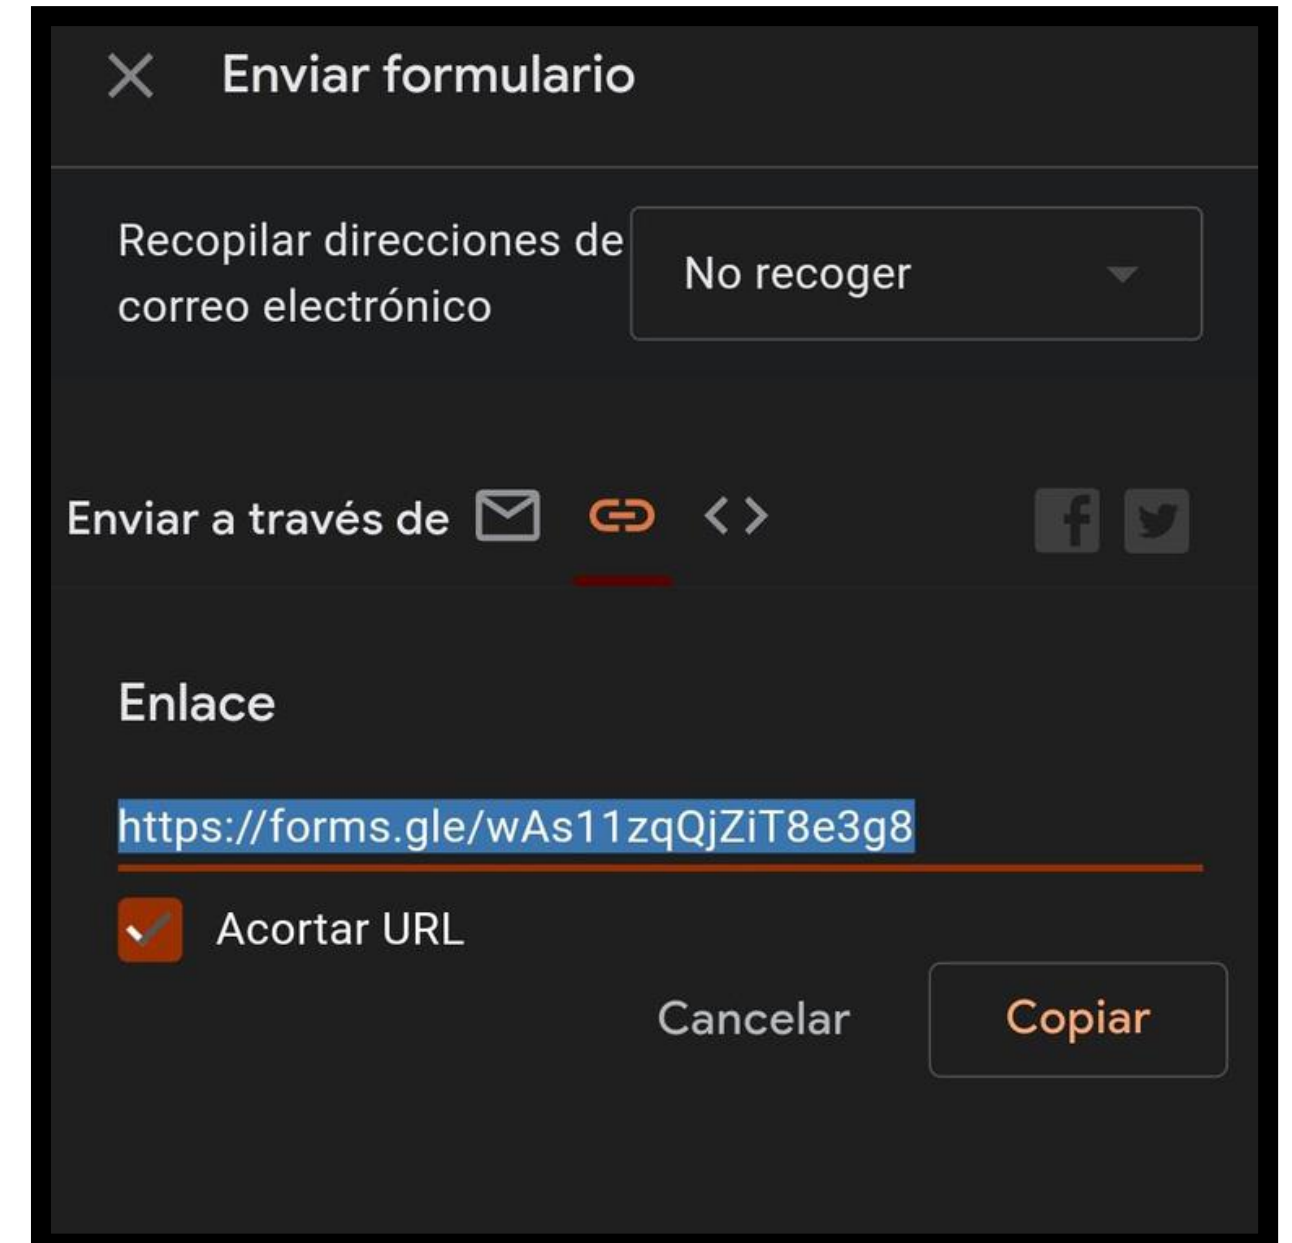 Enviar formulario
Recopilar direcciones de
correo electrónico
No recoger
Enviar a través de
Enlace
https://forms.gle/wAs11zqQjZiT8e3g8
Acortar URL
Cancelar
Copiar